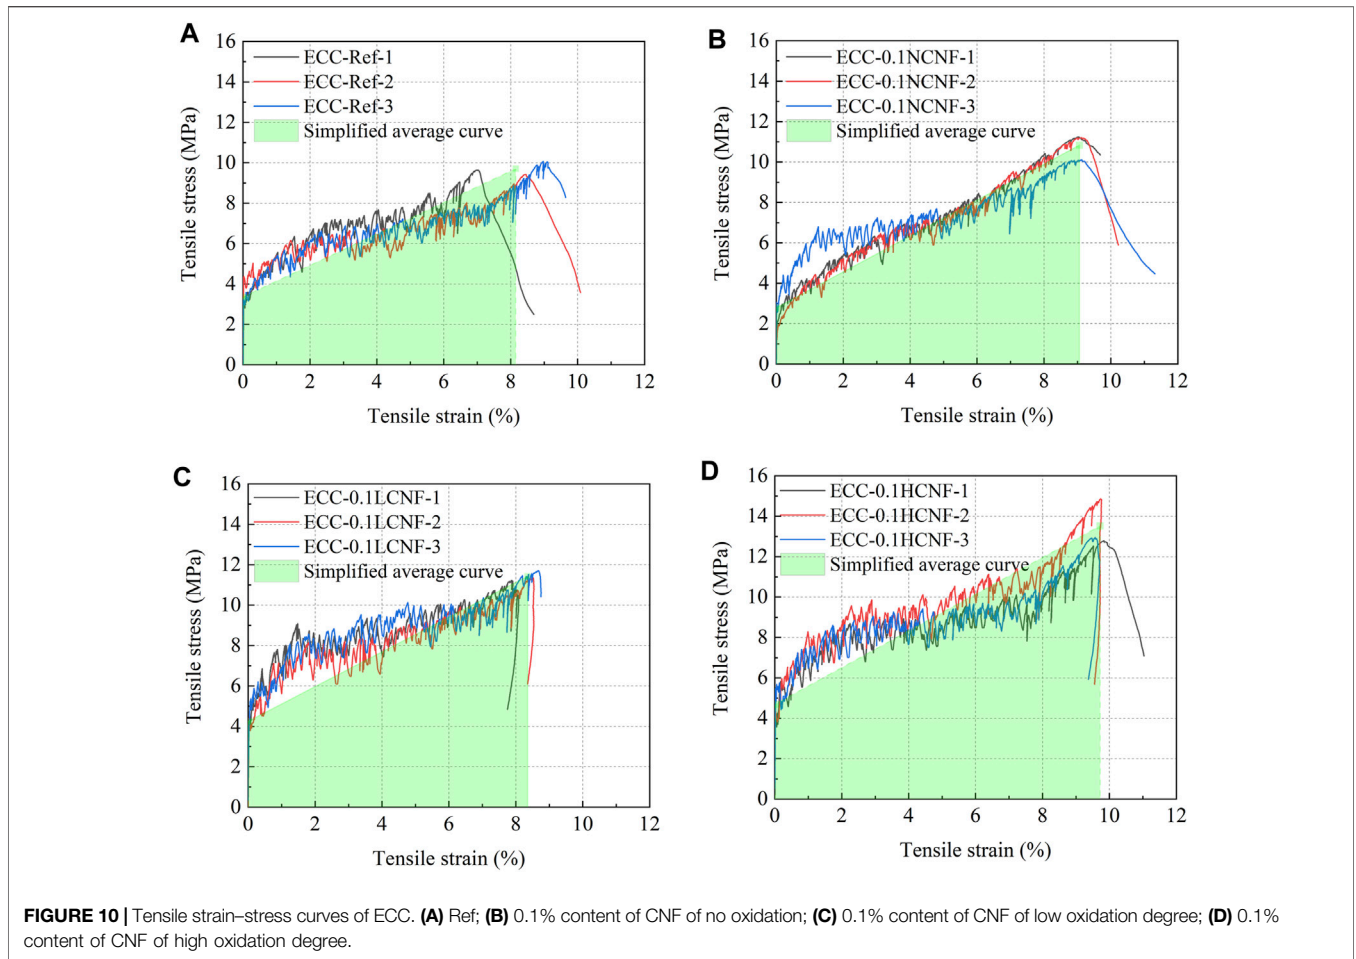 A
16
14
12
10
8
6
4
2
0
Tensile stress (MPa)
ECC-Ref-1
ECC-Ref-2
ECC-Ref-3
Simplified average curve
0 2 4 6 8 10 12
Tensile strain (%)
B
16
14
12
10
8
6
4
2
0
Tensile stress (MPa)
ECC-0.1NCNF-1
ECC-0.1NCNF-2
ECC-0.1NCNF-3
Simplified average curve
0 2 4 6 8 10 12
Tensile strain (%)
C
16
14
12
10
8
6
4
2
0
Tensile stress (MPa)
ECC-0.1LCNF-1
ECC-0.1LCNF-2
ECC-0.1LCNF-3
Simplified average curve
0 2 4 6 8 10 12
Tensile strain (%)
D
16
14
12
10
8
6
4
2
0
Tensile stress (MPa)
ECC-0.1HCNF-1
ECC-0.1HCNF-2
ECC-0.1HCNF-3
Simplified average curve
0 2 4 6 8 10 12
Tensile strain (%)
FIGURE 10 | Tensile strain–stress curves of ECC. (A) Ref; (B) 0.1% content of CNF of no oxidation; (C) 0.1% content of CNF of low oxidation degree; (D) 0.1%
content of CNF of high oxidation degree.